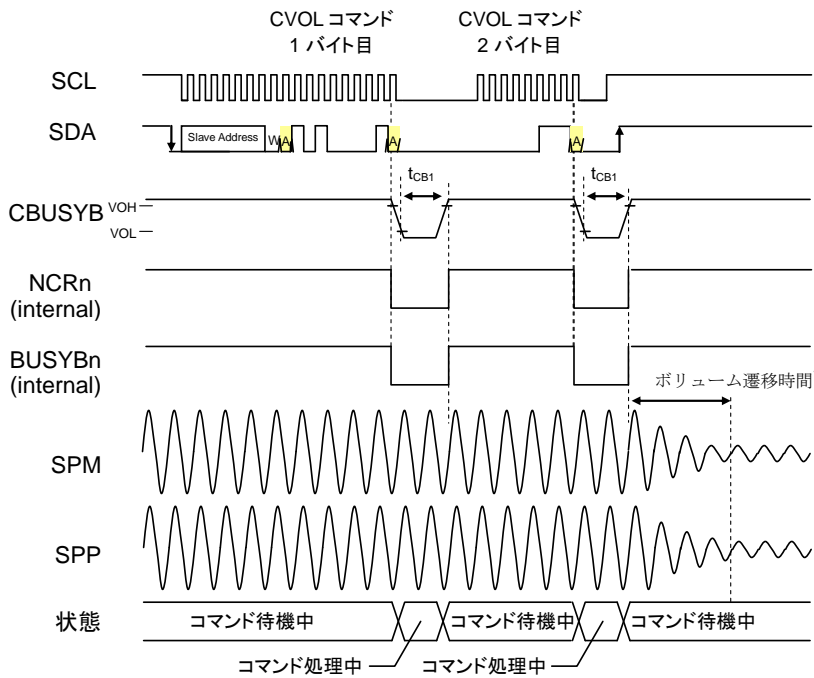 CVOL コマンド
1 バイト目
CVOL コマンド
2 バイト目
SCL
SDA
Slave Address
W
A
A
A
tCB1
tCB1
CBUSYB
VOH
VOL
NCRn
(internal)
BUSYBn
(internal)
ボリューム遷移時間
SPM
SPP
状態
コマンド待機中
コマンド待機中
コマンド待機中
コマンド処理中
コマンド処理中